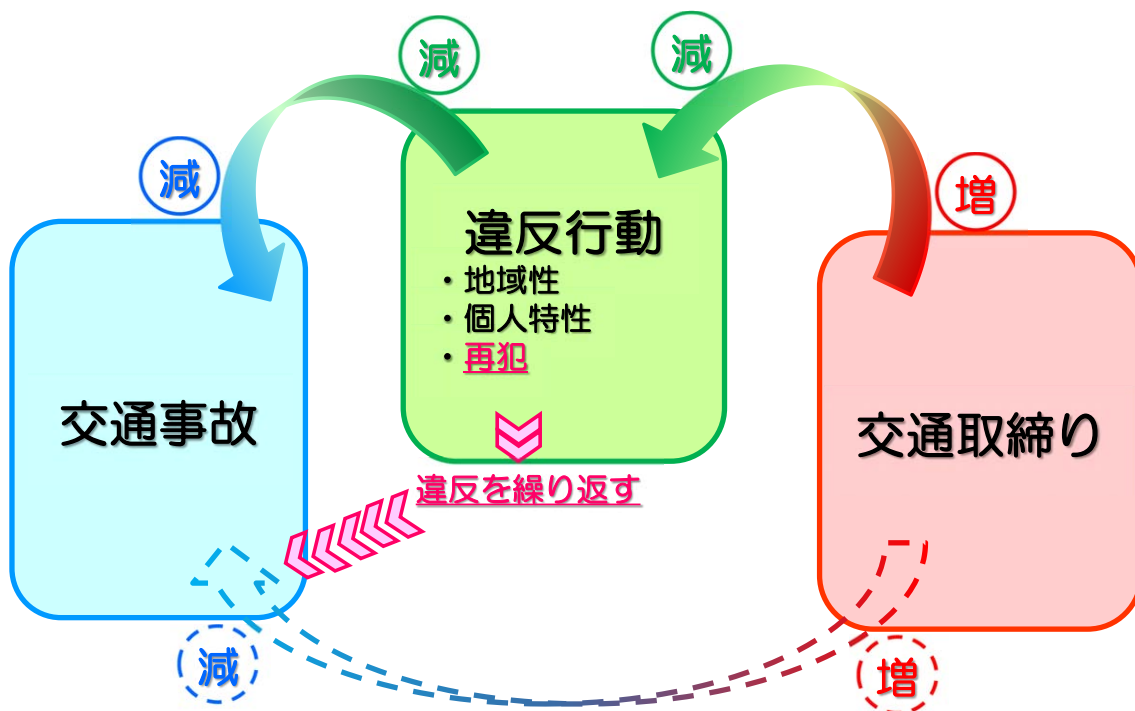 減
減
減
増
違反行動
・地域性
・個人特性
・再犯
交通事故
交通取締り
違反を繰り返す
減
増